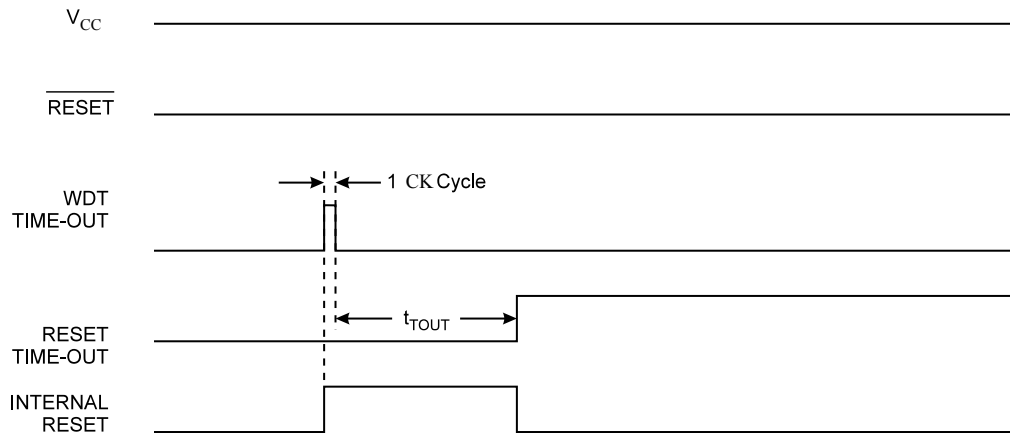 VCC
RESET
1 CK Cycle
WDT
TIME-OUT
tTOUT
RESET
TIME-OUT
INTERNAL
RESET